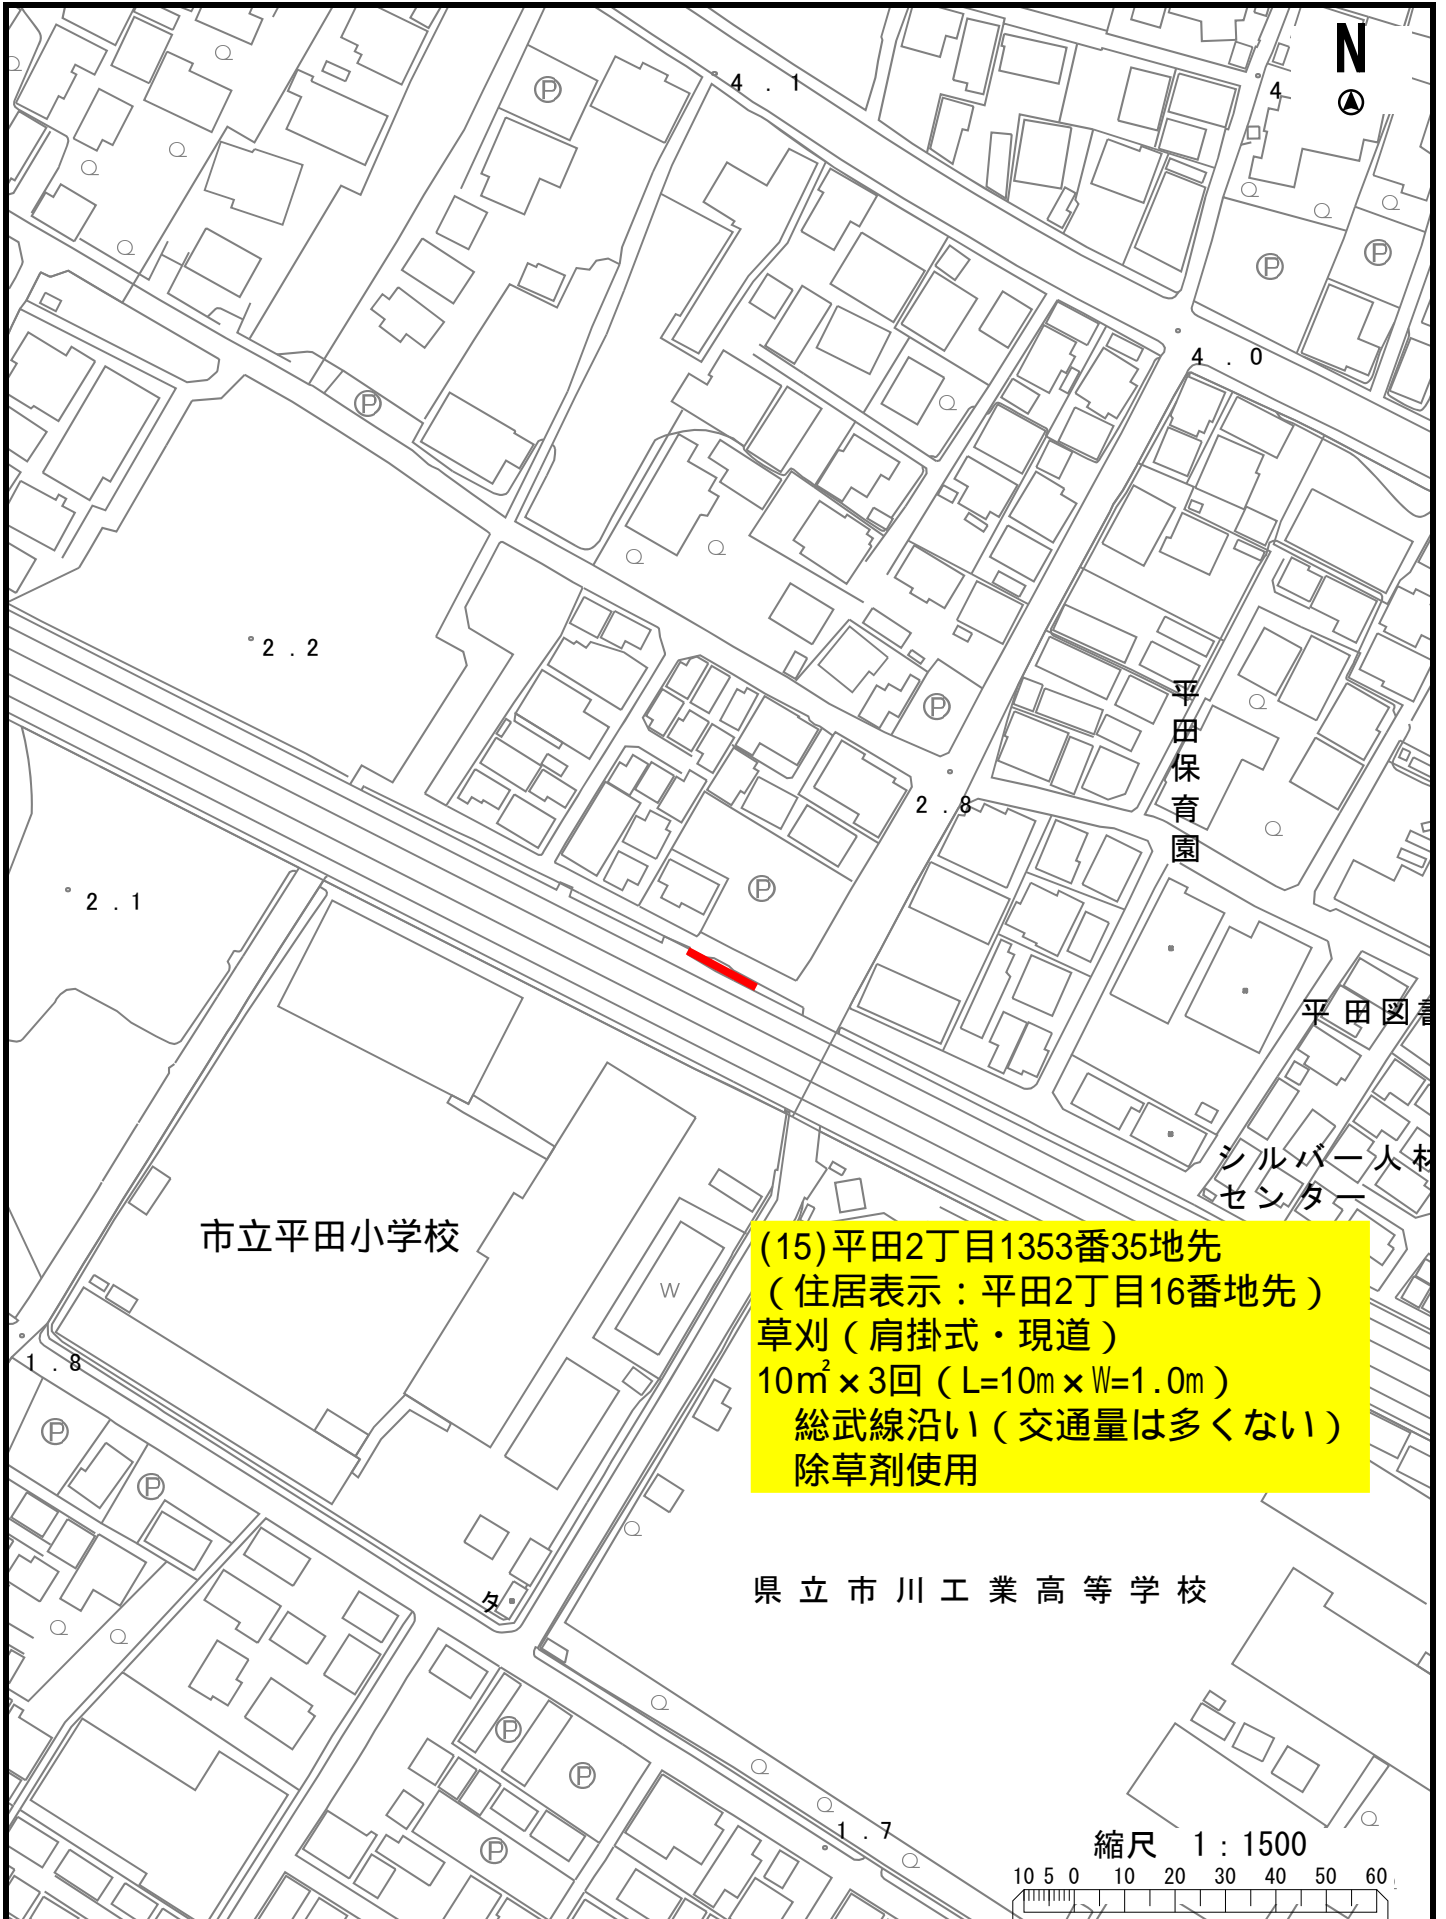 N
4.1
4
P
P
P
4.0
P
2.2
平田保育園
P
2.8
P
2.1
平田図
シルバー人材
センター
市立平田小学校
(15)平田2丁目1353番35地先
（住居表示：平田2丁目16番地先）
草刈（肩掛式・現道）
10㎡×3回（L=10m×W=1.0m）
総武線沿い（交通量は多くない）
除草剤使用
W
1.8
P
P
タ
県立市川工業高等学校
P
P
P
1.7
縮尺 1：1500
10 5 0 10 20 30 40 50 60